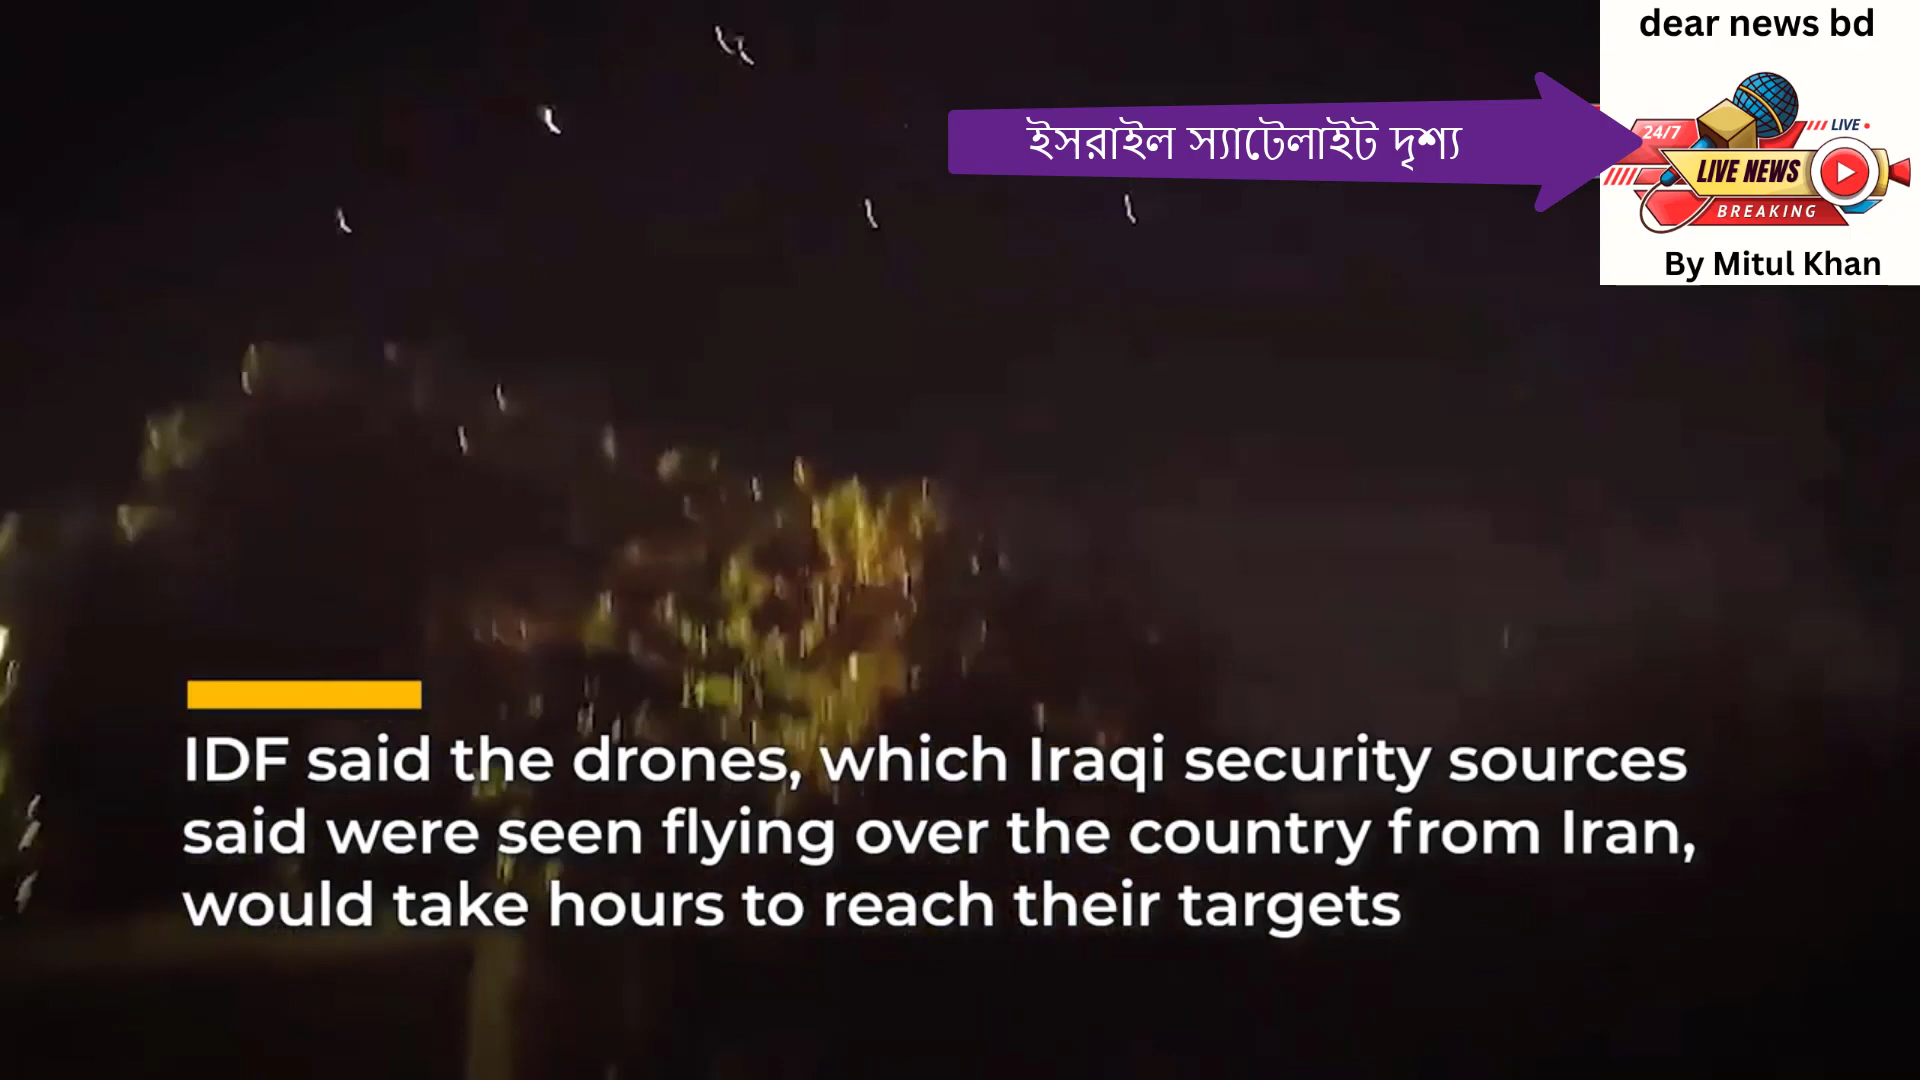 dear news bd
ইসরাইল স্যাটেলাইট দৃশ্য
24/7
LIVE
LIVE NEWS
BREAKING
By Mitul Khan
IDF said the drones, which Iraqi security sources
said were seen flying over the country from Iran,
would take hours to reach their targets